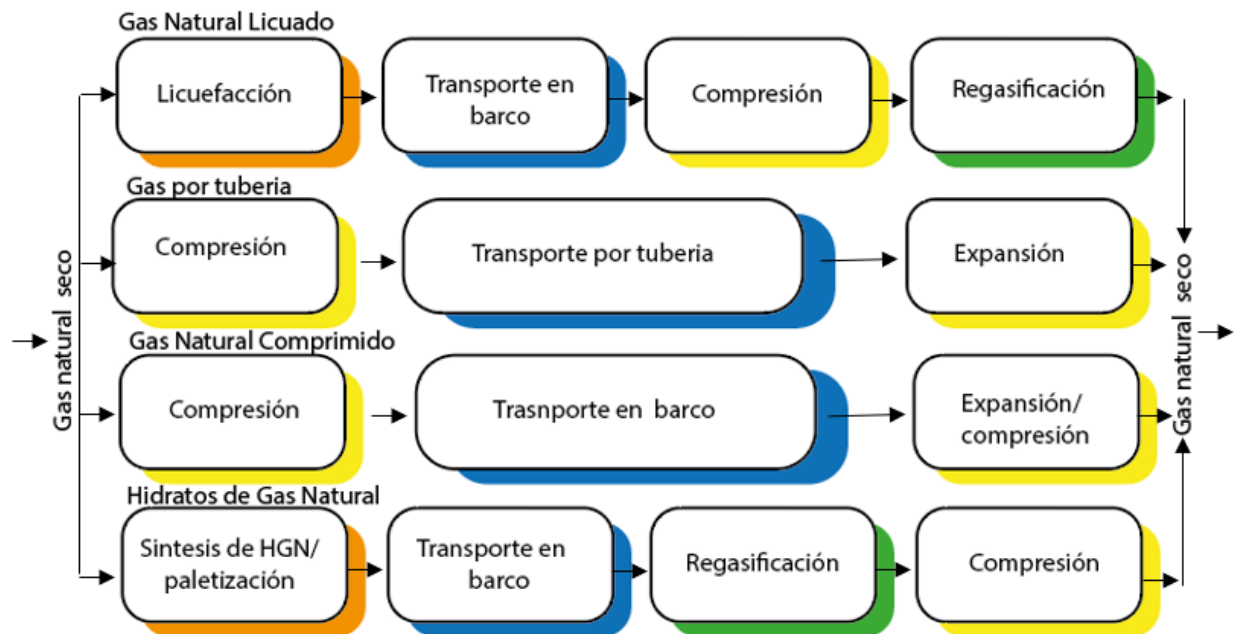 Gas Natural Licuado
Licuefacción
Transporte en
barco
Compresión
Regasificación
Gas por tuberia
Compresión
Transporte por tuberia
Expansión
Gas natural seco
Gas natural seco
Gas Natural Comprimido
Compresión
Trasnporte en barco
Expansión/
compresión
Hidratos de Gas Natural
Sintesis de HGN/
paletización
Transporte en
barco
Regasificación
Compresión